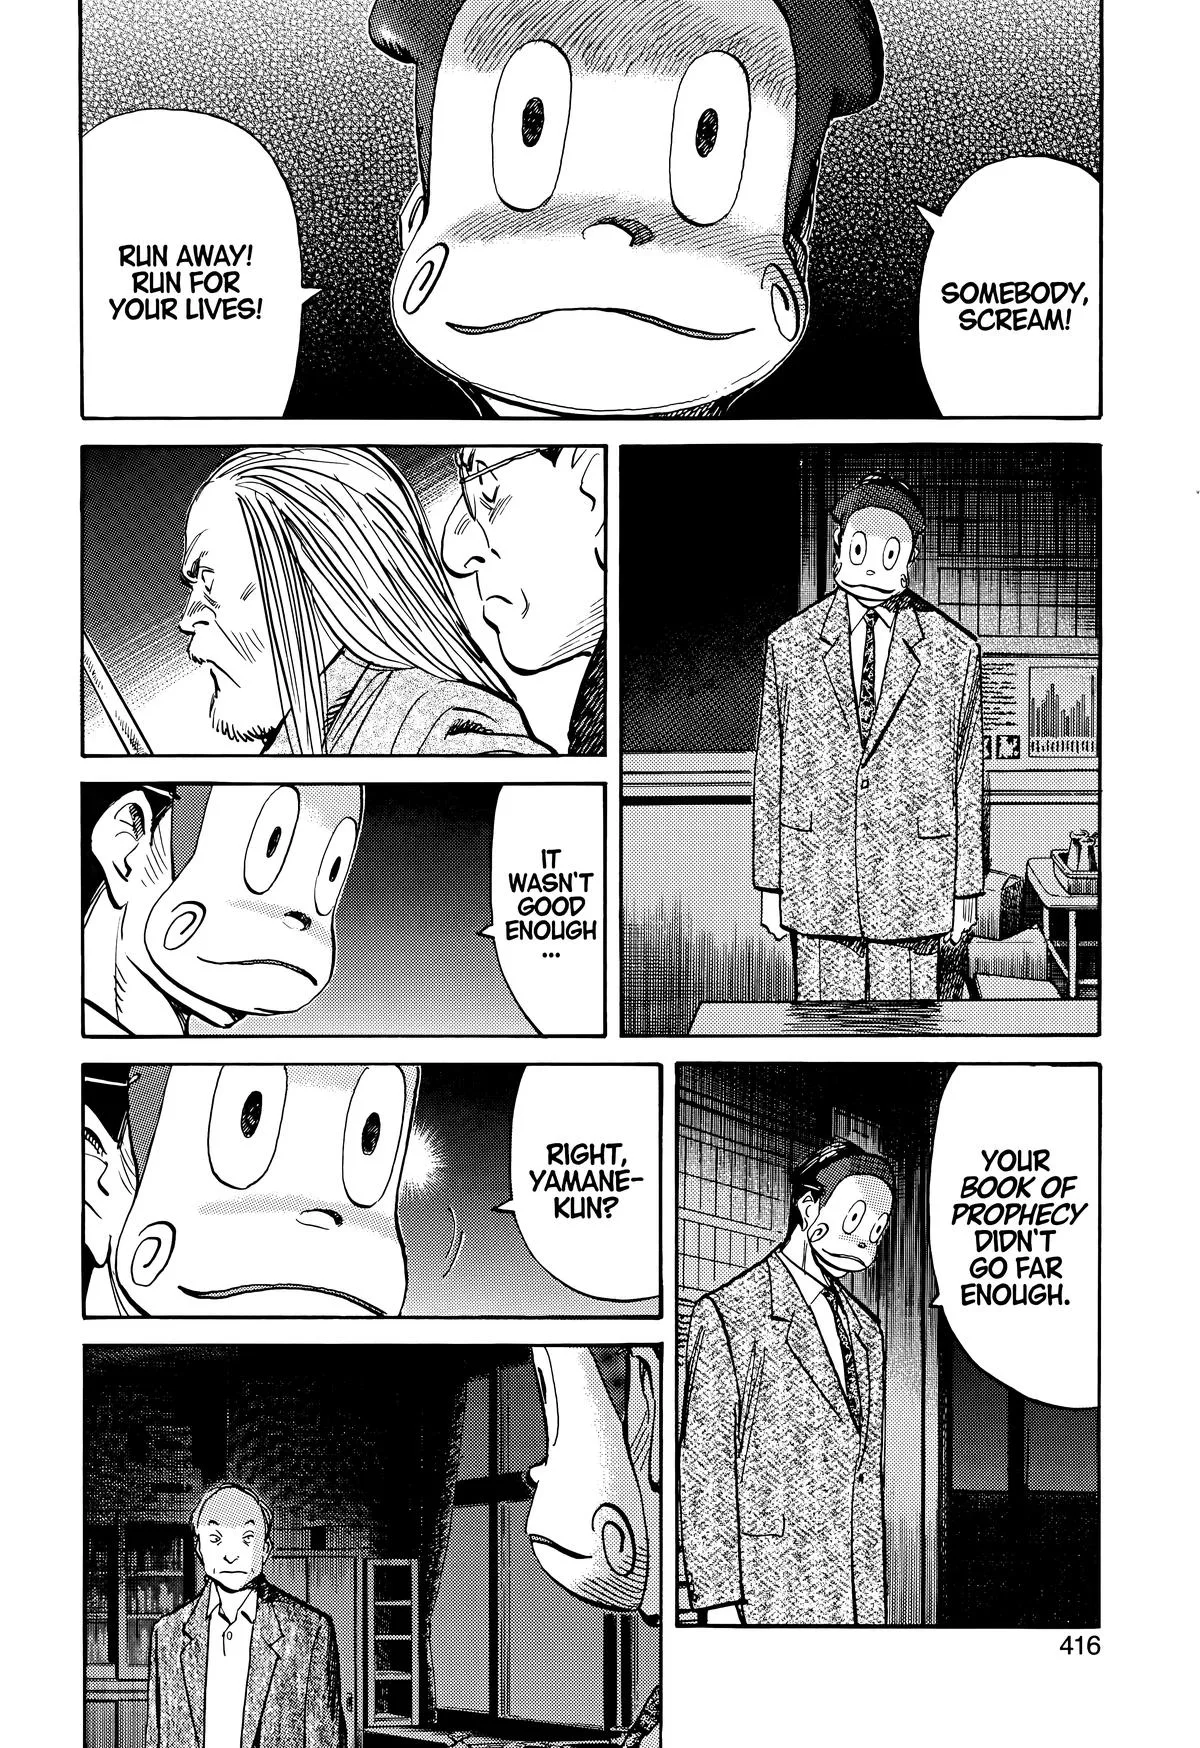 SOMEBODY,
SCREAM!
RUN AWAY!
RUN FOR
YOUR LIVES!
IT
WASN'T
GOOD
ENOUGH
...
YOUR
BOOK OF
PROPHECY
DIDN'T
GO FAR
ENOUGH.
RIGHT,
YAMANE-
KUN?
416